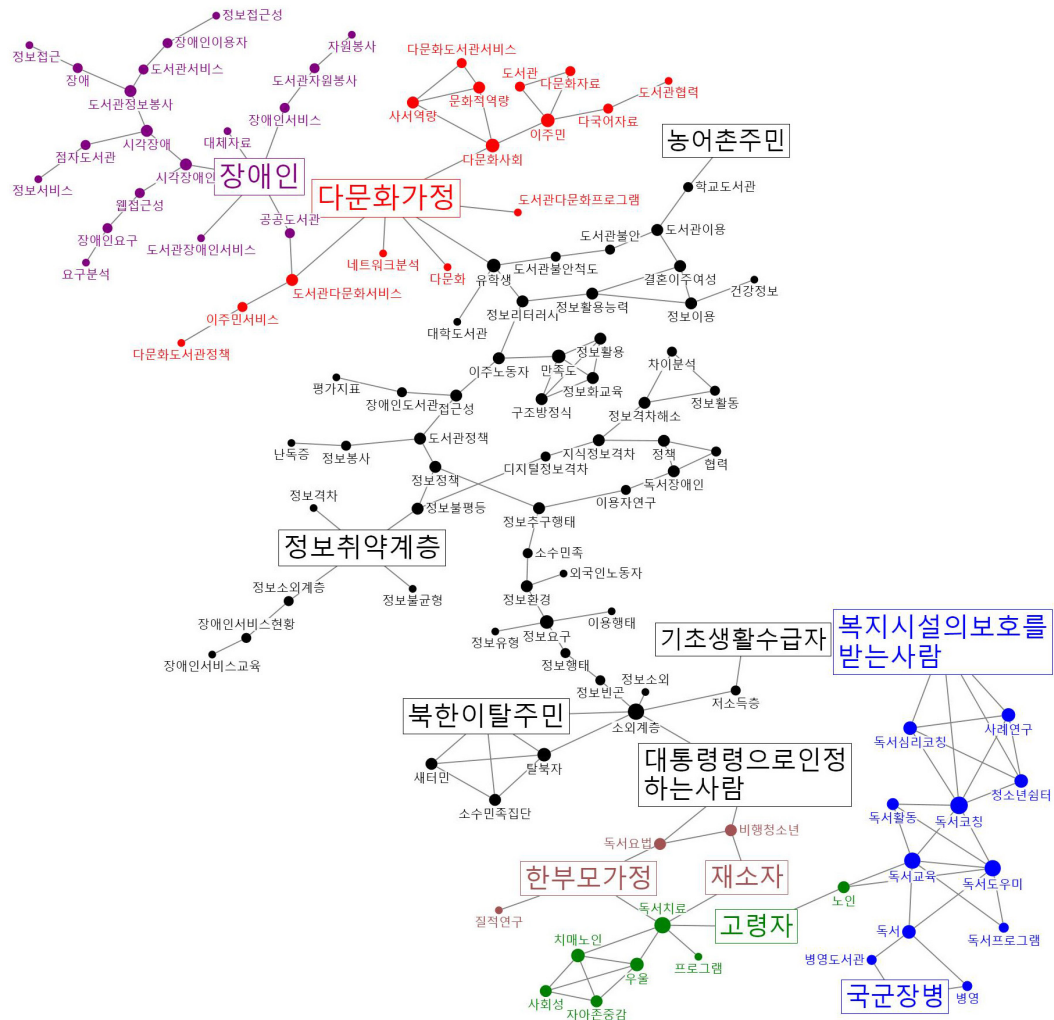 정보접근성
장애인이용자
자원봉사
정보접근
장애
도서관서비스
도서관자원봉사
도서관정보봉사
장애인서비스
시각장애
대체자료
점자도서관
정보서비스
시각장애인
장애인
웹접근성
공공도서관
장애인요구
도서관장애인서비스
요구분석
다문화도서관서비스
도서관
다문화자료
도서관협력
사서역량
문화적역량
이주민
다국어자료
다문화사회
다문화가정
도서관다문화프로그램
네트워크분석
다문화
도서관다문화서비스
이주민서비스
다문화도서관정책
농어촌주민
학교도서관
도서관이용
도서관불안
도서관불안척도
유학생
결혼이주여성
건강정보
정보활용능력
정보이용
정보리터러시
대학도서관
이주노동자
만족도
정보활용
정보화교육
구조방정식
차이분석
정보활동
정보격차해소
평가지표
장애인도서관
접근성
도서관정책
난독증
정보봉사
지식정보격차
정책
협력
디지털정보격차
정보정책
독서장애인
이용자연구
정보격차
정보불평등
정보추구행태
정보취약계층
소수민족
외국인노동자
정보환경
정보소외계층
정보불균형
장애인서비스현황
장애인서비스교육
정보유형
정보요구
이용행태
정보행태
정보빈곤
정보소외
기초생활수급자
저소득층
소외계층
북한이탈주민
새터민
탈북자
소수민족집단
대통령령으로인정
하는사람
복지시설의보호를
받는사람
독서심리코칭
사례연구
청소년쉼터
독서코칭
독서활동
독서교육
독서도우미
독서
독서프로그램
병영도서관
국군장병
병영
독서요법
비행청소년
한부모가정
재소자
질적연구
독서치료
고령자
노인
치매노인
우울
프로그램
사회성
자아존중감